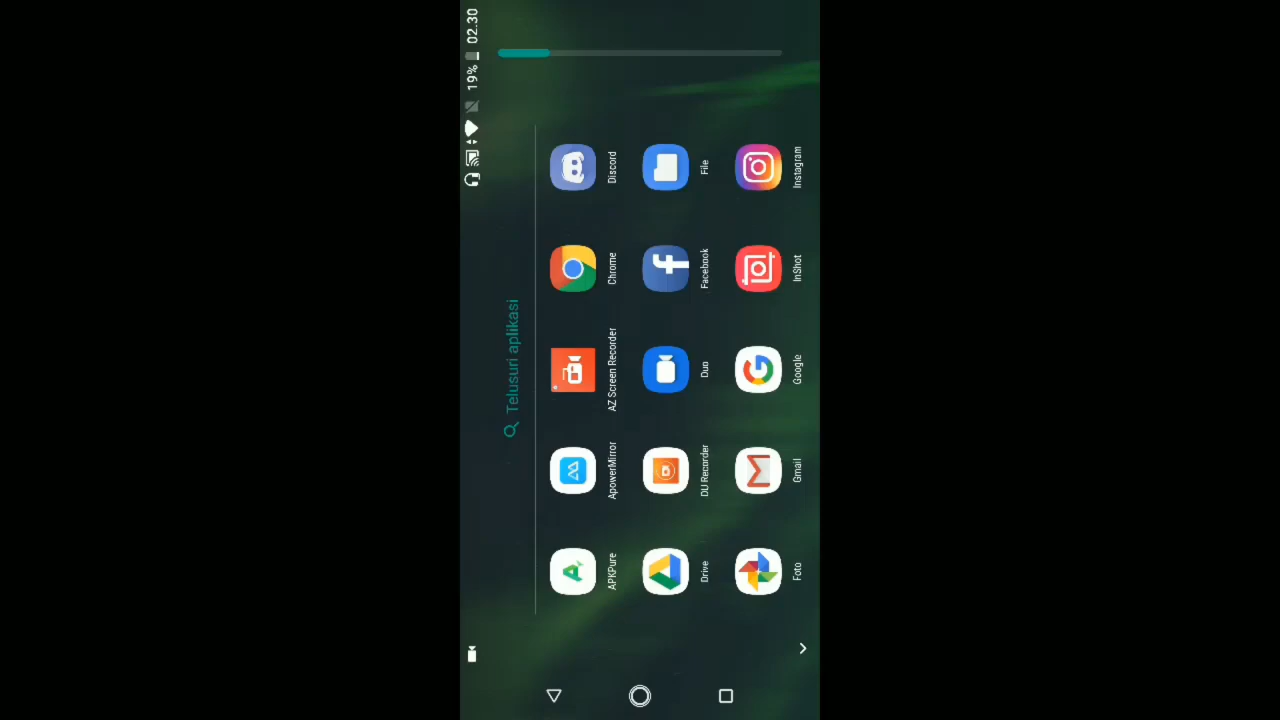 19% 02.30
Telusuri aplikasi
APKPure ApowerMirror AZ Screen Recorder Chrome Discord
Drive DU Recorder Duo Facebook File
Foto Gmail Google InShot Instagram